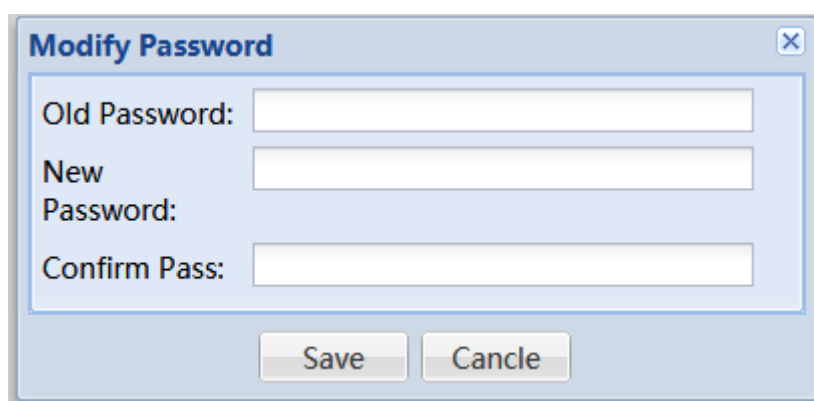 Modify Password
Old Password:
New
Password:
Confirm Pass:
Save Cancle